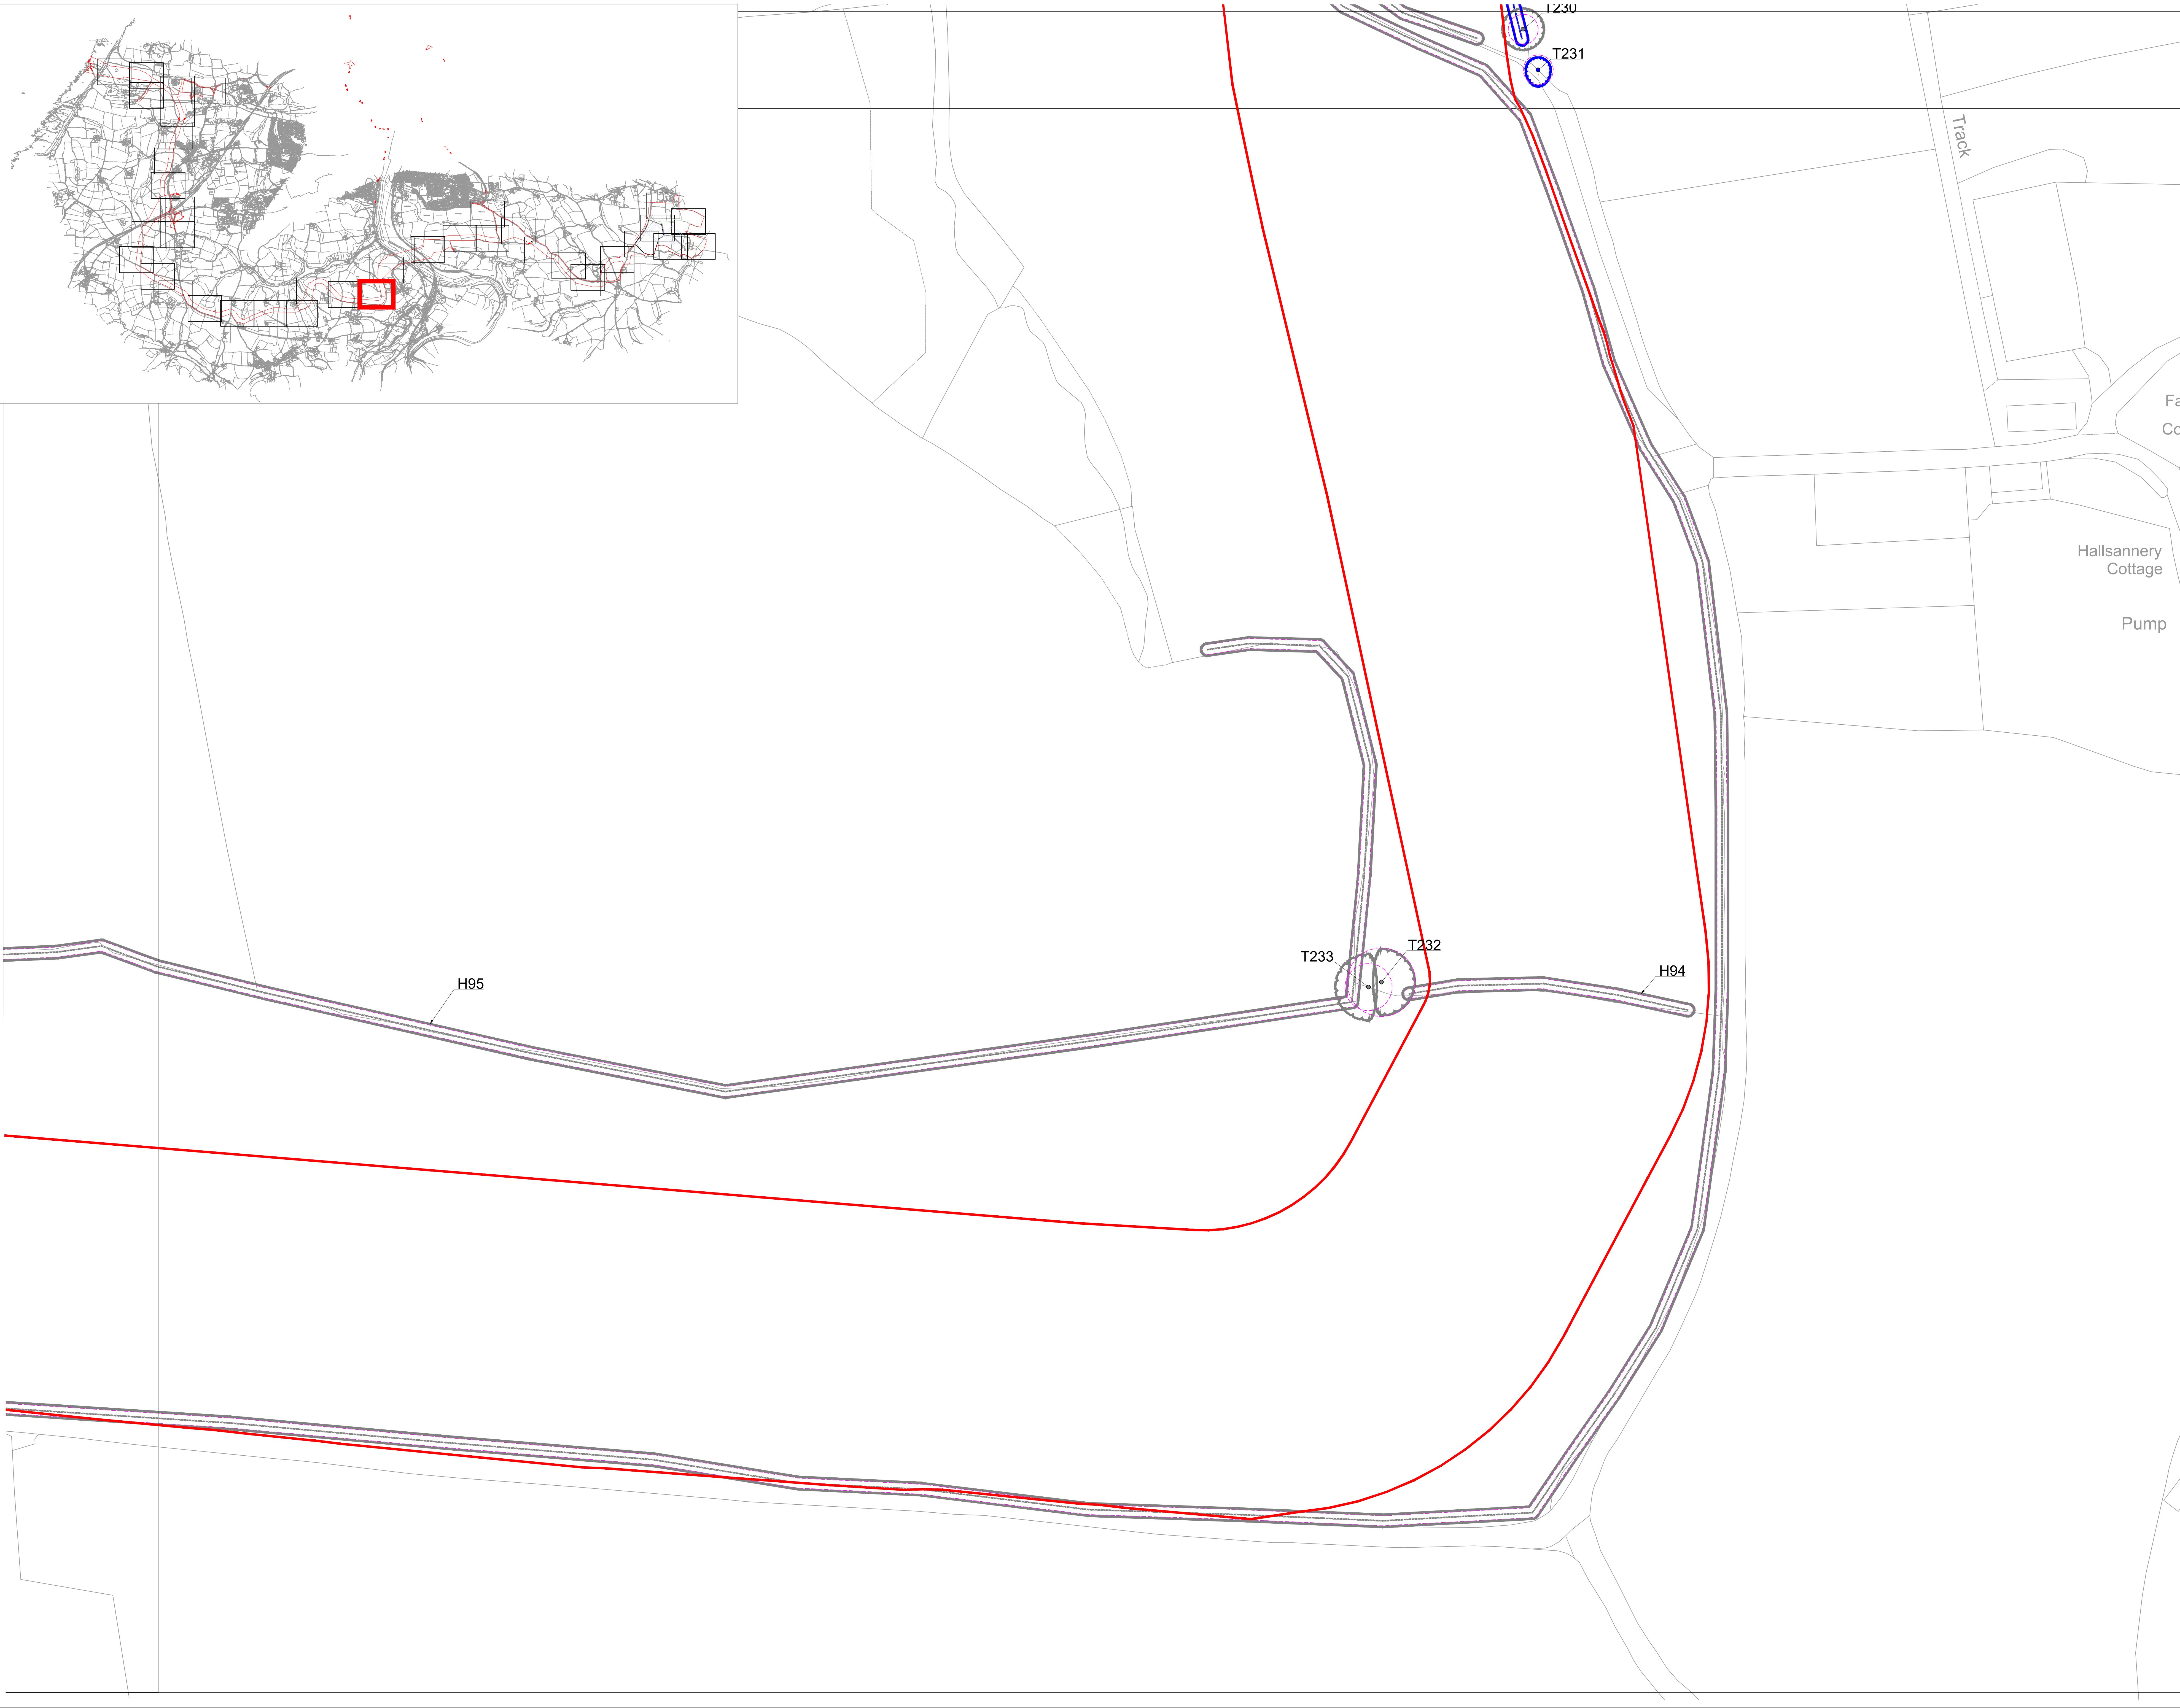 T230
T231
Track
Fa
Co
Hallsannery
Cottage
Pump
T233
T232
H94
H95